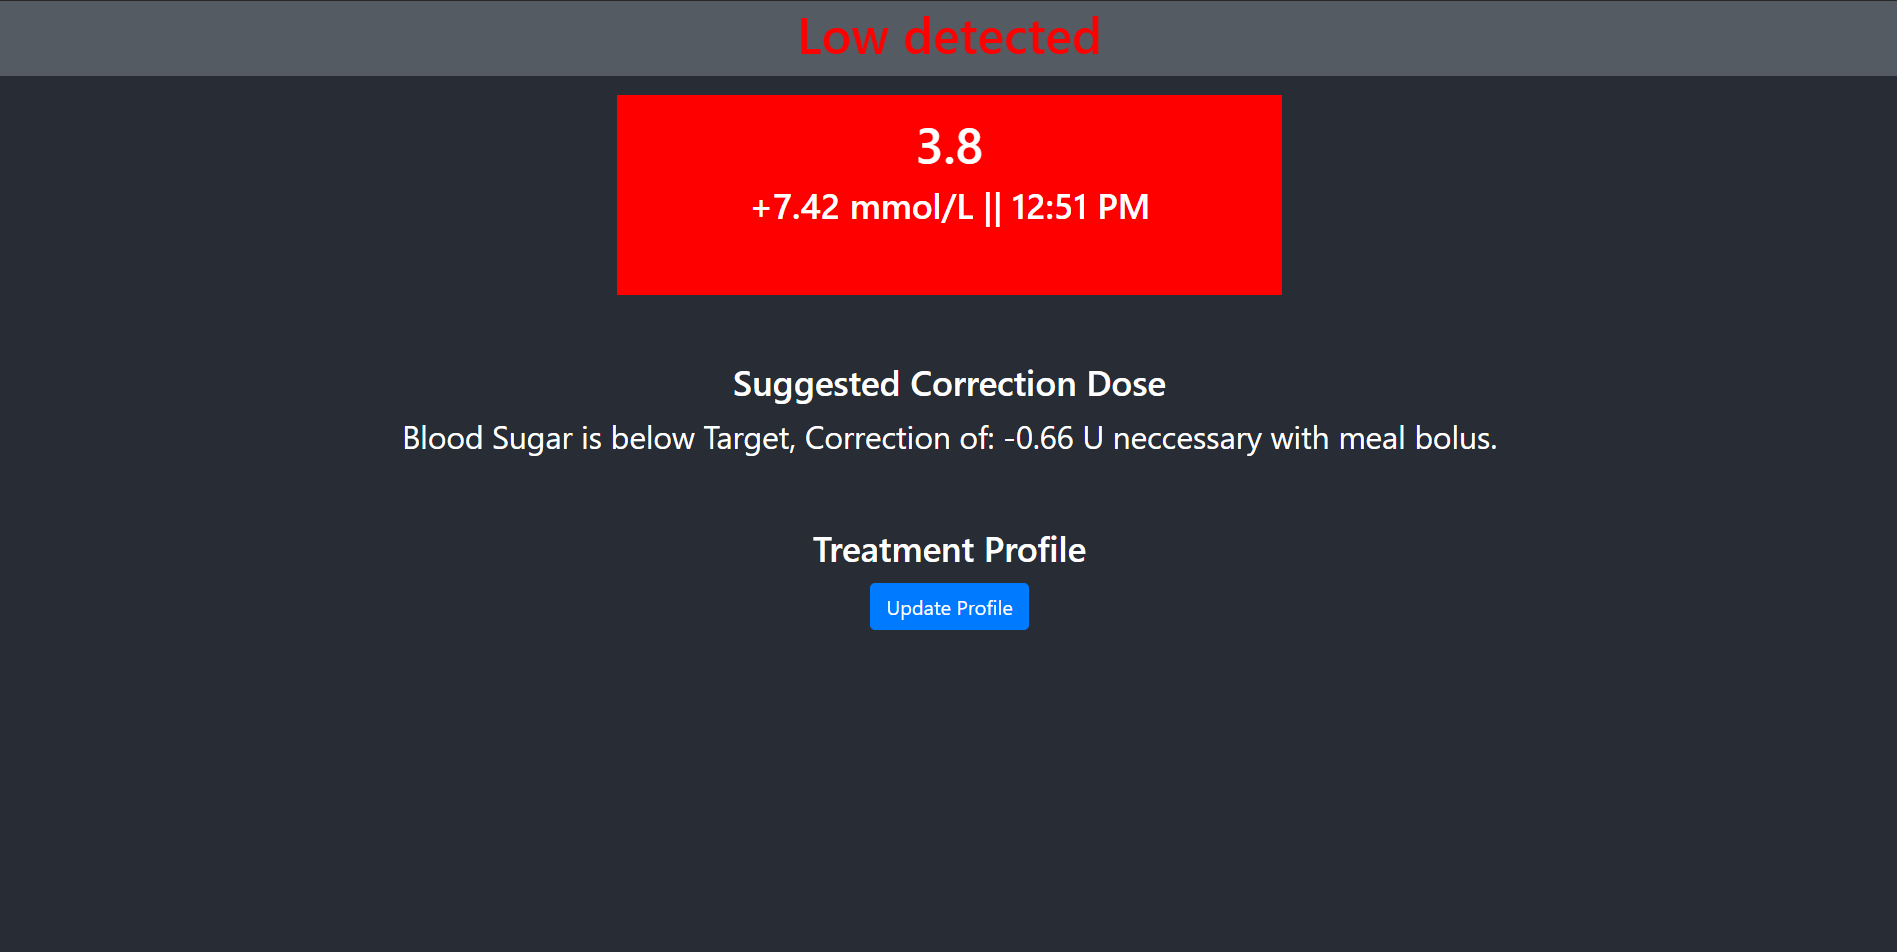 Low detected
3.8
+7.42 mmol/L || 12:51 PM
Suggested Correction Dose
Blood Sugar is below Target, Correction of: -0.66 U neccessary with meal bolus.
Treatment Profile
Update Profile